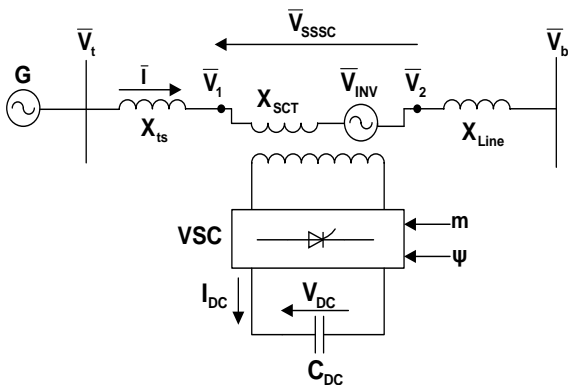 V̅SSSC
V̅t
V̅b
G
I̅
V̅1
XSCT
V̅INV
V̅2
Xts
XLine
VSC
m
ψ
IDC
VDC
CDC